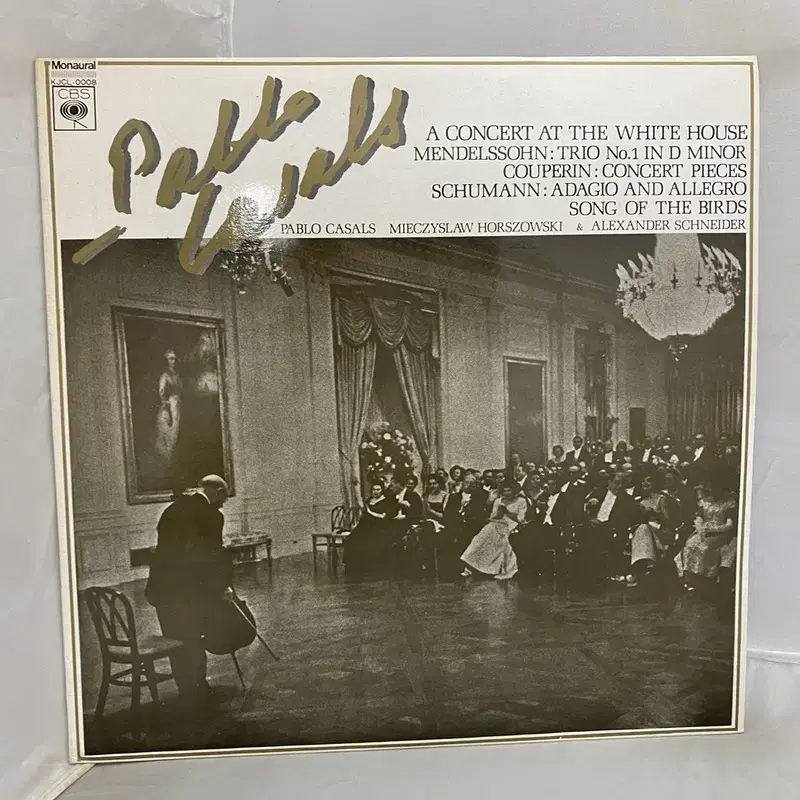 Monaural
KJCL-0008
CBS
Pablo
Casals
A CONCERT AT THE WHITE HOUSE
MENDELSSOHN: TRIO No.1 IN D MINOR
COUPERIN: CONCERT PIECES
SCHUMANN: ADAGIO AND ALLEGRO
SONG OF THE BIRDS
PABLO CASALS MIECZYSLAW HORSZOWSKI & ALEXANDER SCHNEIDER